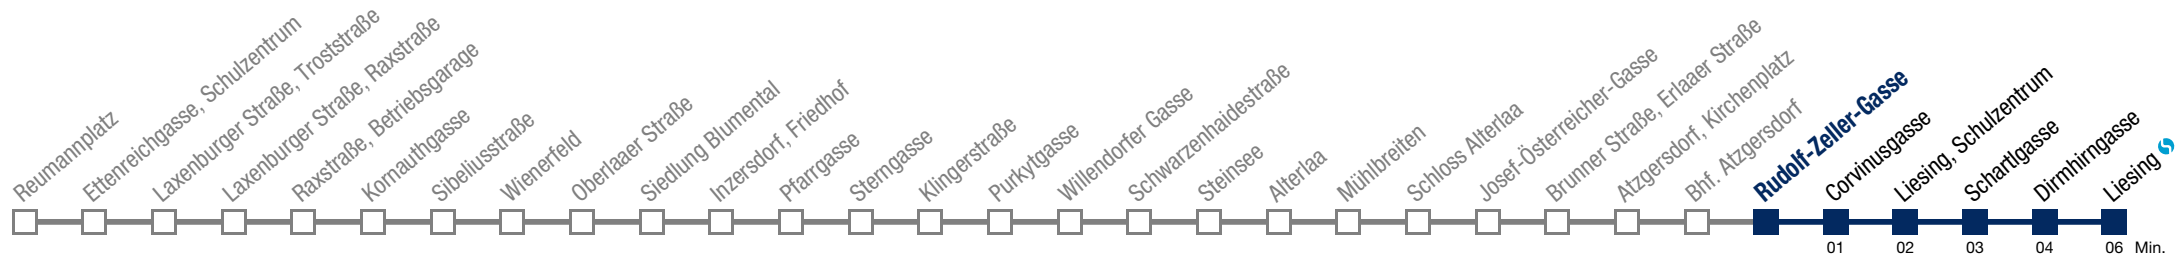 Reumannplatz
Ettenreichgasse, Schulzentrum
Laxenburger Straße, Troststraße
Laxenburger Straße, Raxstraße
Raxstraße, Betriebsgarage
Kornauthgasse
Sibeliusstraße
Wienerfeld
Oberlaaer Straße
Siedlung Blumental
Inzersdorf, Friedhof
Pfarrgasse
Sterngasse
Klingerstraße
Purkytgasse
Willendorfer Gasse
Schwarzenhaidestraße
Steinsee
Alterlaa
Mühlbreiten
Schloss Alterlaa
Josef-Österreicher-Gasse
Brunner Straße, Erlaaer Straße
Atzgersdorf, Kirchenplatz
Bhf. Atzgersdorf
Rudolf-Zeller-Gasse
Corvinusgasse
Liesing, Schulzentrum
Schartlgasse
Dirmhirngasse
Liesing
01 02 03 04 06 Min.